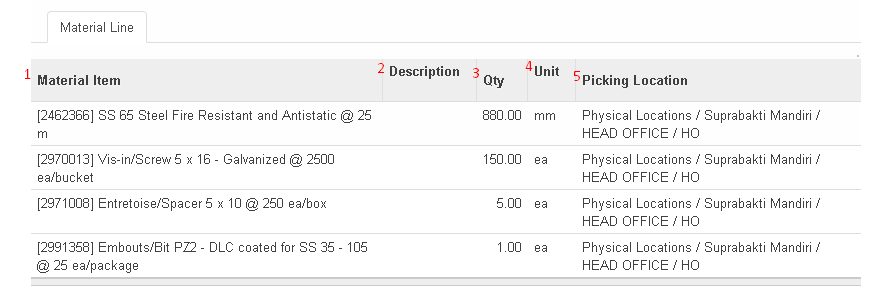 Material Line
1 Material Item 2 Description 3 Qty 4 Unit 5 Picking Location
[2462366] SS 65 Steel Fire Resistant and Antistatic @ 25 880.00 mm Physical Locations / Suprabakti Mandiri /
m HEAD OFFICE / HO
[2970013] Vis-in/Screw 5 x 16 - Galvanized @ 2500 150.00 ea Physical Locations / Suprabakti Mandiri /
ea/bucket HEAD OFFICE / HO
[2971008] Entretoise/Spacer 5 x 10 @ 250 ea/box 5.00 ea Physical Locations / Suprabakti Mandiri /
HEAD OFFICE / HO
[2991358] Embouts/Bit PZ2 - DLC coated for SS 35 - 105 1.00 ea Physical Locations / Suprabakti Mandiri /
@ 25 ea/package HEAD OFFICE / HO